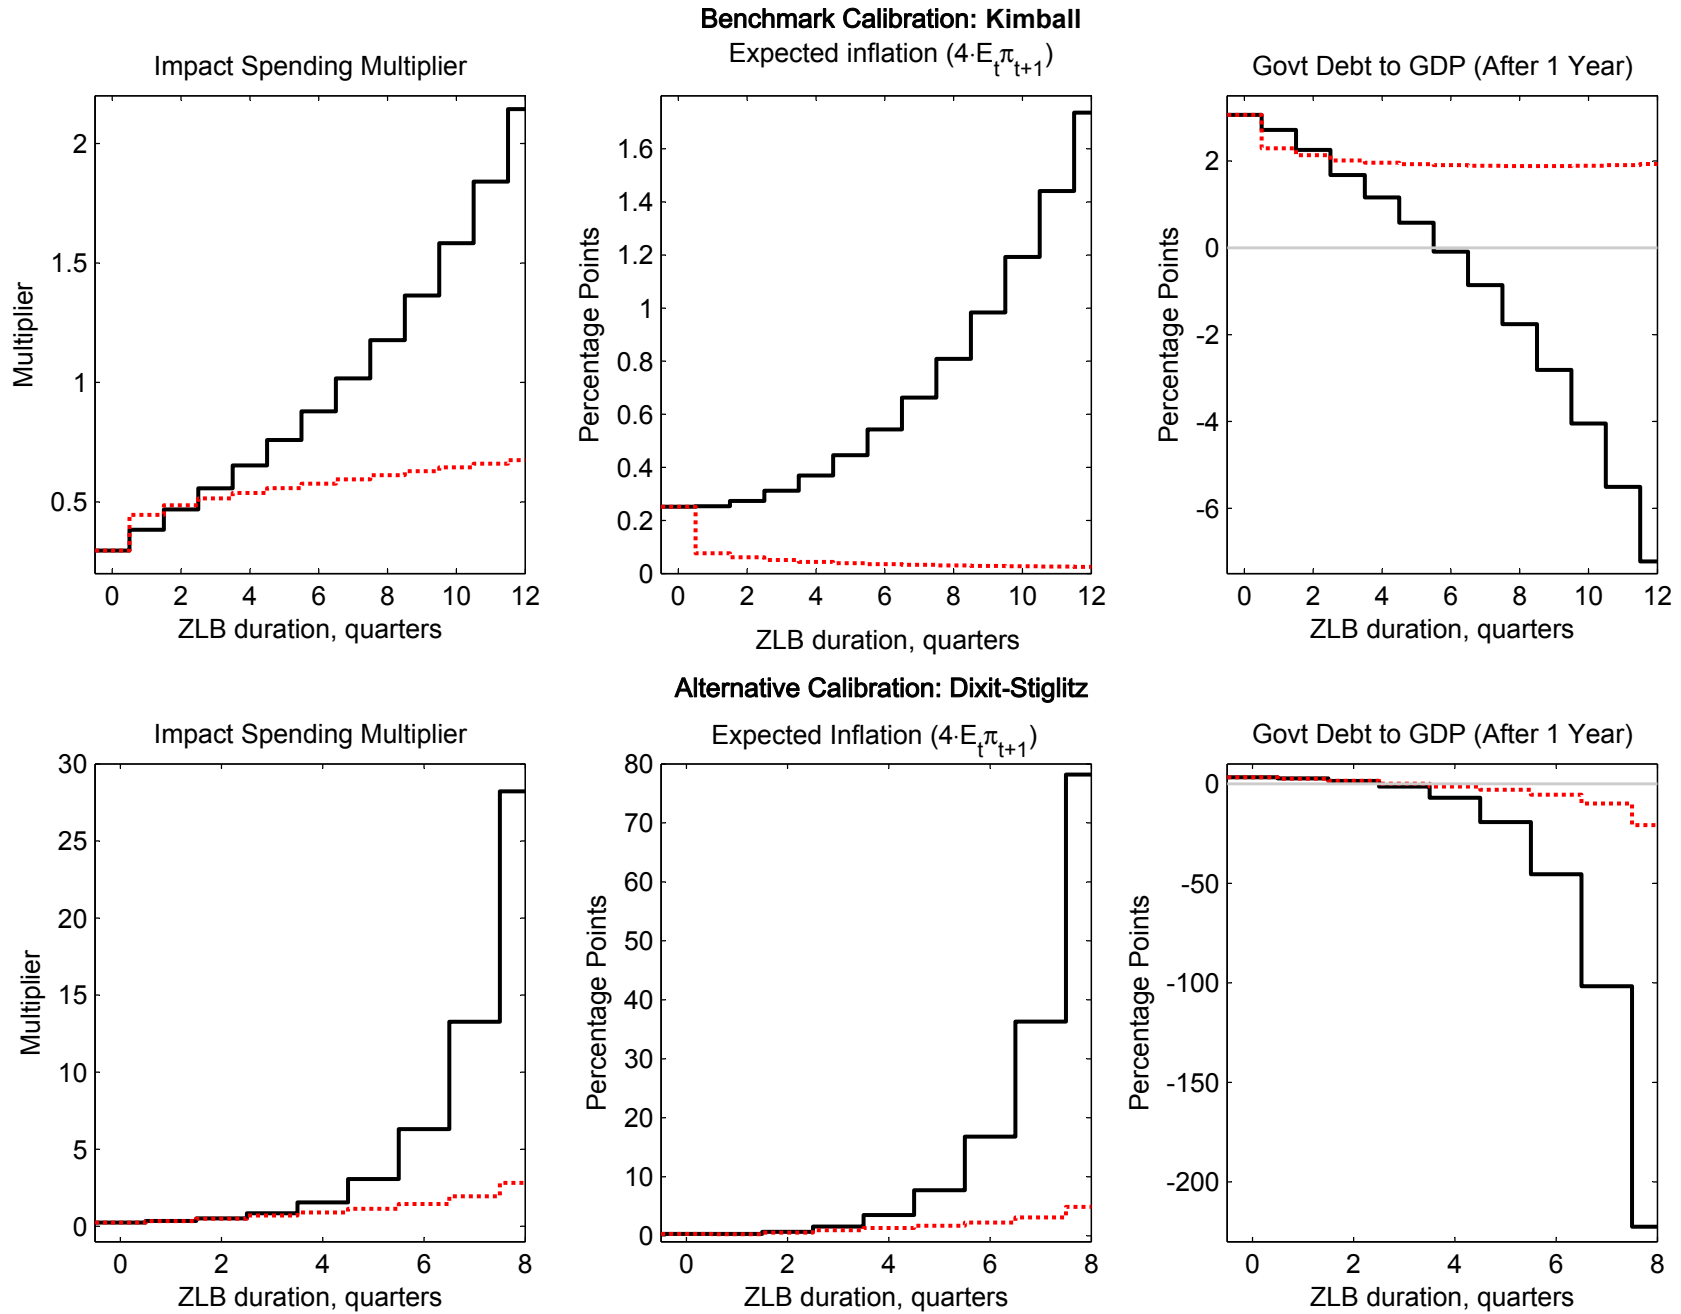 Benchmark Calibration: Kimball
Impact Spending Multiplier
Expected inflation (4·E_tπ_{t+1})
Govt Debt to GDP (After 1 Year)
Multiplier
2
1.5
1
0.5
0 2 4 6 8 10 12
ZLB duration, quarters
Percentage Points
1.6
1.4
1.2
1
0.8
0.6
0.4
0.2
0
0 2 4 6 8 10 12
ZLB duration, quarters
Percentage Points
2
0
-2
-4
-6
0 2 4 6 8 10 12
ZLB duration, quarters
Alternative Calibration: Dixit-Stiglitz
Impact Spending Multiplier
Expected Inflation (4·E_tπ_{t+1})
Govt Debt to GDP (After 1 Year)
Multiplier
30
25
20
15
10
5
0
0 2 4 6 8
ZLB duration, quarters
Percentage Points
80
70
60
50
40
30
20
10
0
0 2 4 6 8
ZLB duration, quarters
Percentage Points
0
-50
-100
-150
-200
0 2 4 6 8
ZLB duration, quarters